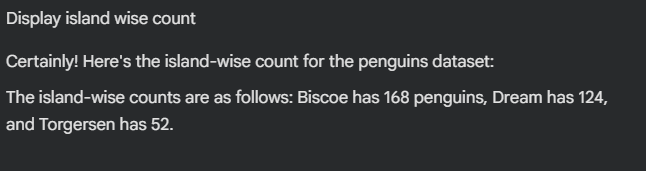 Display island wise count
Certainly! Here's the island-wise count for the penguins dataset:
The island-wise counts are as follows: Biscoe has 168 penguins, Dream has 124,
and Torgersen has 52.